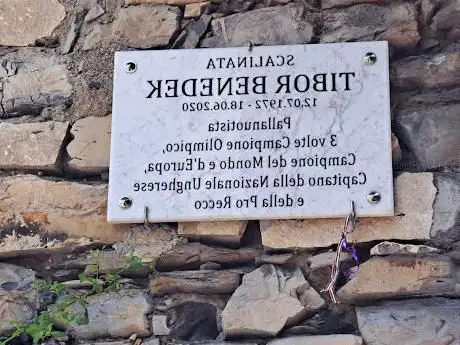 SCALINATA
TIBOR BENEDEK
12.07.1972 - 18.06.2020
Pallanuotista
3 volte Campione Olimpico,
Campione del Mondo e d'Europa,
Capitano della Nazionale Ungherese
e della Pro Recco